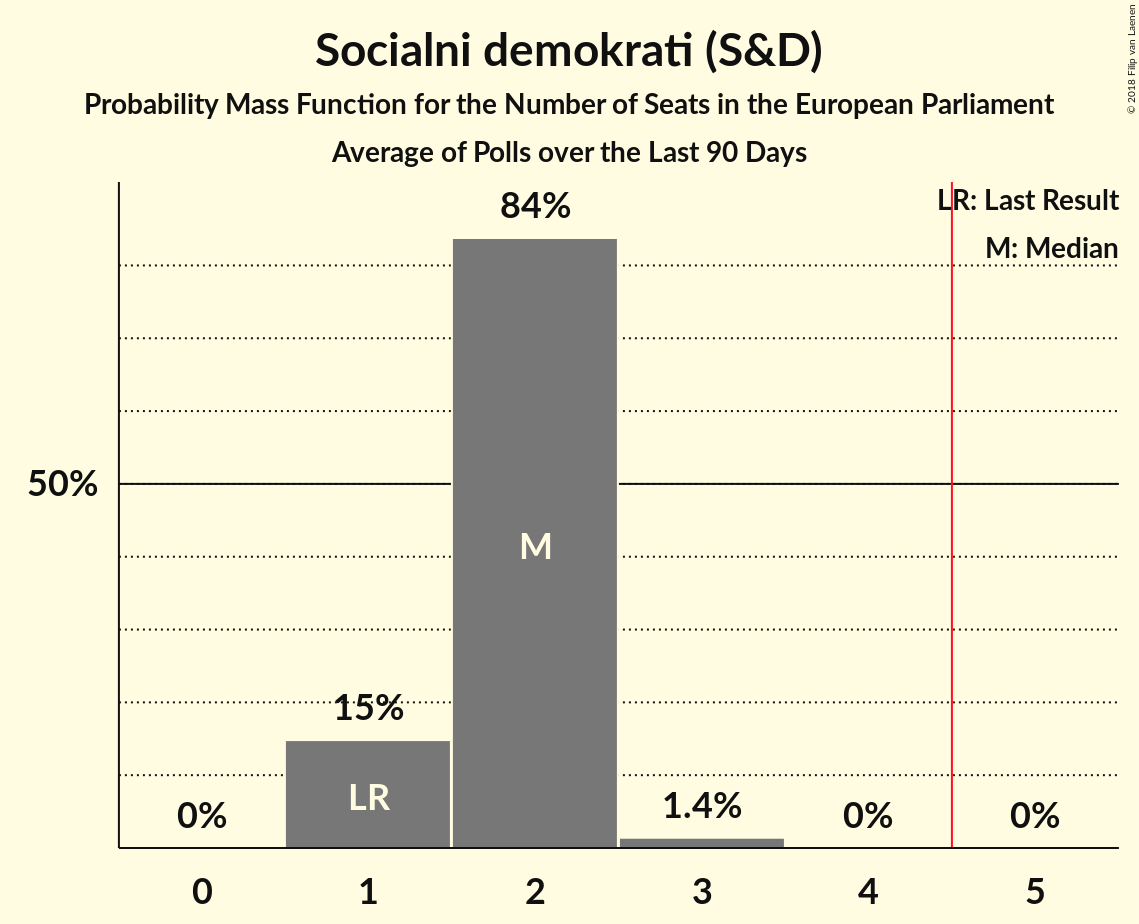 Socialni demokrati (S&D)
Probability Mass Function for the Number of Seats in the European Parliament
Average of Polls over the Last 90 Days
© 2018 Filip van Laenen
LR: Last Result
M: Median
84%
50%
M
15%
LR
0%
1.4%
0%
0%
0 1 2 3 4 5